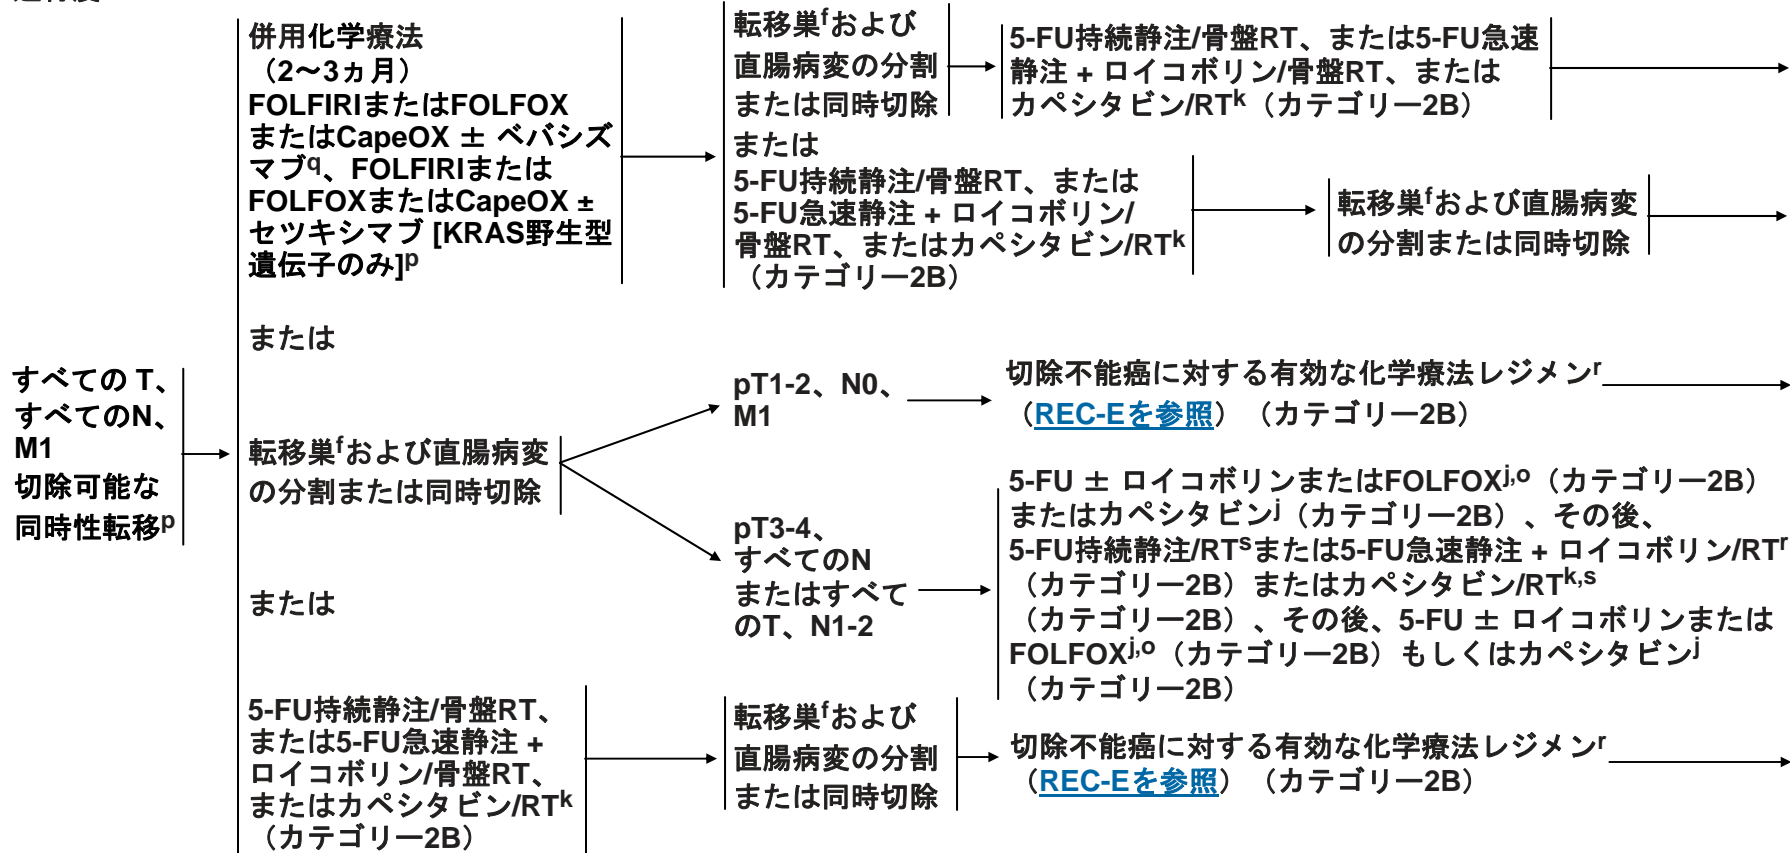 併用化学療法
（2～3ヵ月）
FOLFIRIまたはFOLFOX
またはCapeOX ± ベバシズ
マブq、FOLFIRIまたは
FOLFOXまたはCapeOX ±
セツキシマブ [KRAS野生型
遺伝子のみ]p
転移巣fおよび
直腸病変の分割
または同時切除
5-FU持続静注/骨盤RT、または5-FU急速
静注 + ロイコボリン/骨盤RT、または
カペシタビン/RTk（カテゴリー2B）
または
5-FU持続静注/骨盤RT、または
5-FU急速静注 + ロイコボリン/
骨盤RT、またはカペシタビン/RTk
（カテゴリー2B）
転移巣fおよび直腸病変
の分割または同時切除
または
すべての T、
すべてのN、
M1
切除可能な
同時性転移p
転移巣fおよび直腸病変
の分割または同時切除
pT1-2、N0、
M1
切除不能癌に対する有効な化学療法レジメンr
（REC-Eを参照）（カテゴリー2B）
pT3-4、
すべてのN
またはすべて
のT、N1-2
5-FU ± ロイコボリンまたはFOLFOXj,o（カテゴリー2B）
またはカペシタビンj（カテゴリー2B）、その後、
5-FU持続静注/RTsまたは5-FU急速静注 + ロイコボリン/RTr
（カテゴリー2B）またはカペシタビン/RTk,s
（カテゴリー2B）、その後、5-FU ± ロイコボリンまたは
FOLFOXj,o（カテゴリー2B）もしくはカペシタビンj
（カテゴリー2B）
または
5-FU持続静注/骨盤RT、
または5-FU急速静注 +
ロイコボリン/骨盤RT、
またはカペシタビン/RTk
（カテゴリー2B）
転移巣fおよび
直腸病変の分割
または同時切除
切除不能癌に対する有効な化学療法レジメンr
（REC-Eを参照）（カテゴリー2B）